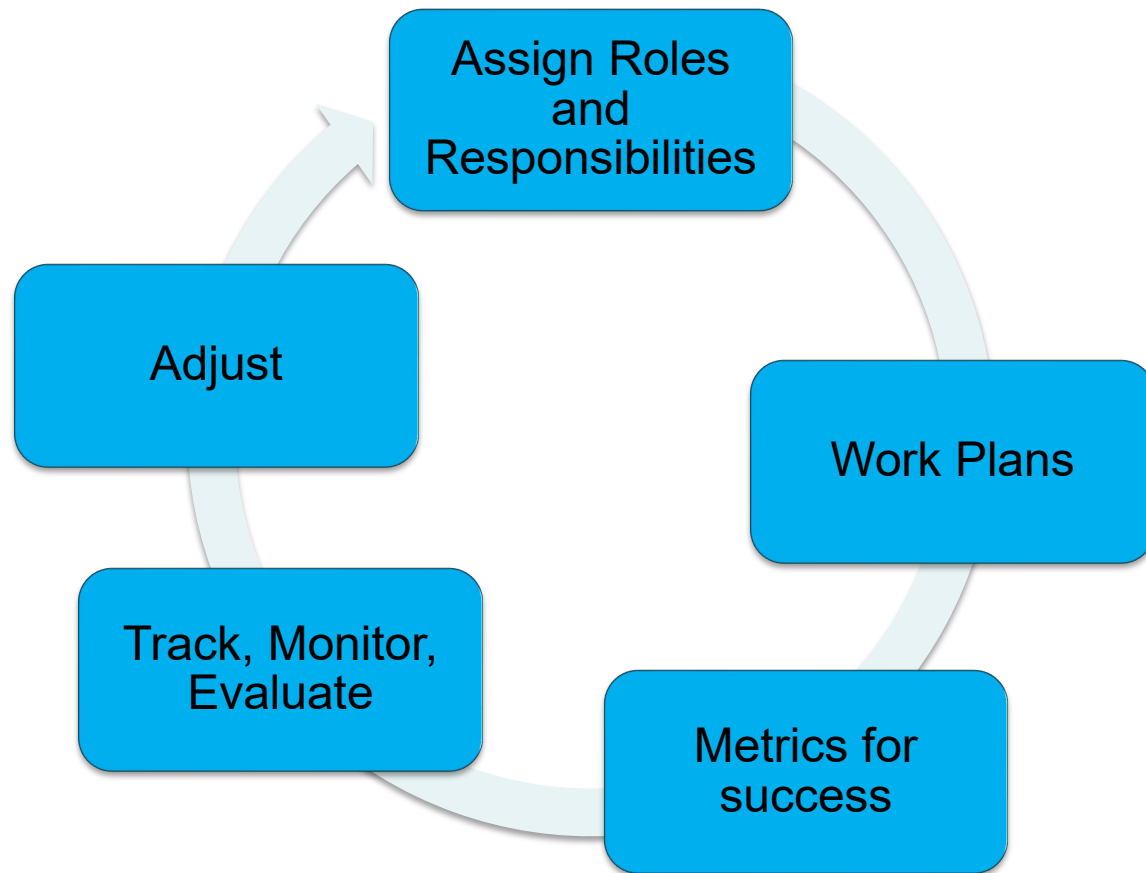 Assign Roles
and
Responsibilities
Work Plans
Metrics for
success
Track, Monitor,
Evaluate
Adjust